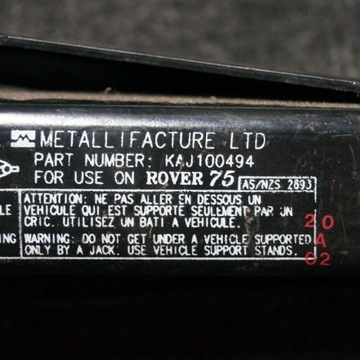 METALLIFACTURE LTD
PART NUMBER: KAJ100494
FOR USE ON ROVER 75
AS/NZS 2693
ATTENTION: NE PAS ALLER EN DESSOUS UN
VEHICULE QUI EST SUPPORTE SEULEMENT PAR UN
CRIC. UTILISEZ UN BATI A VEHICULE.
WARNING: DO NOT GET UNDER A VEHICLE SUPPORTED
ONLY BY A JACK. USE VEHICLE SUPPORT STANDS.
20
A
02